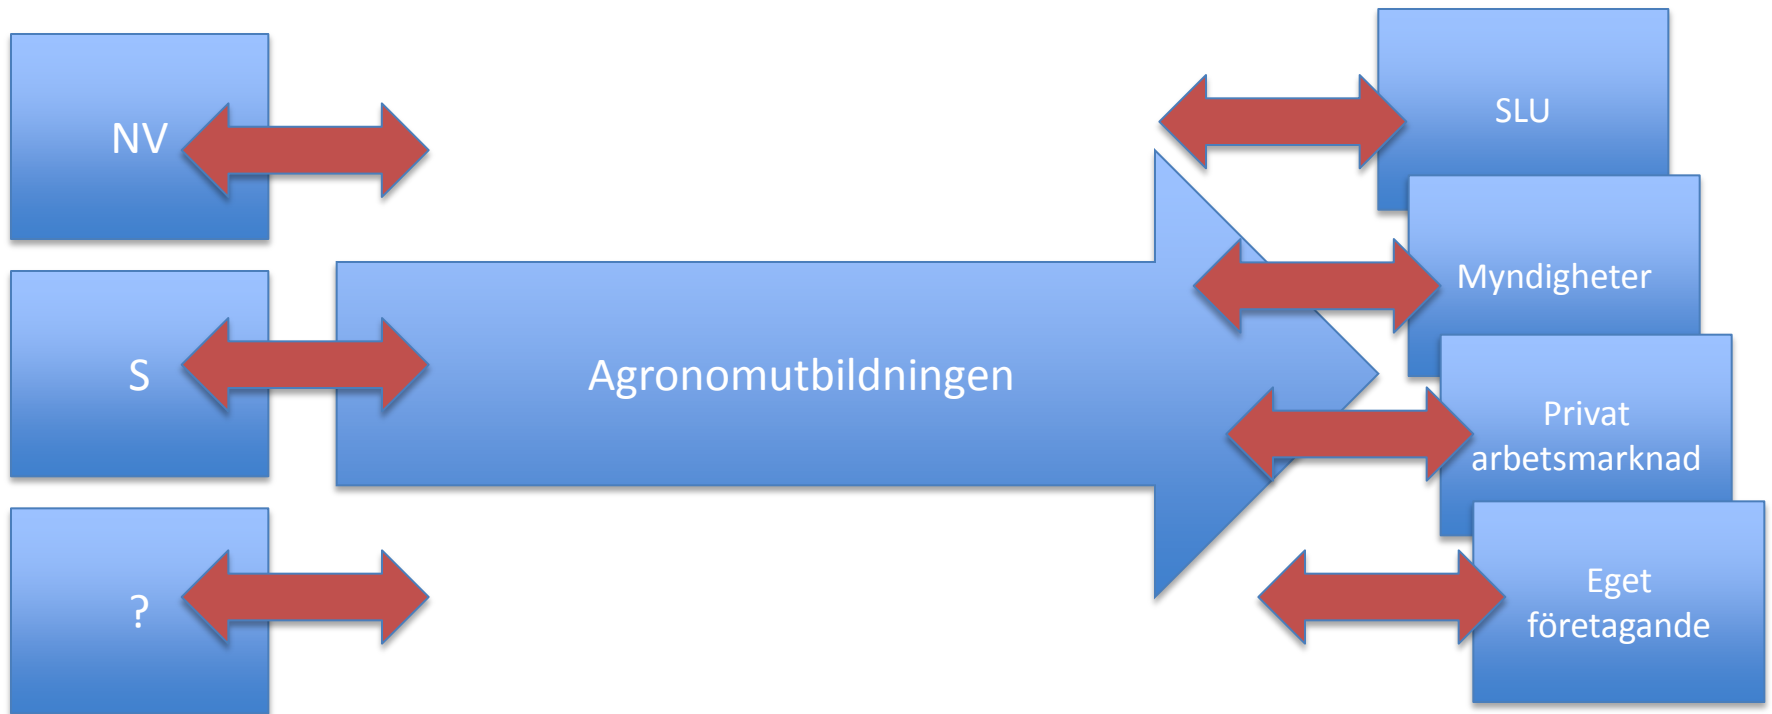 NV
S
?
Agronomutbildningen
SLU
Myndigheter
Privat
arbetsmarknad
Eget
företagande